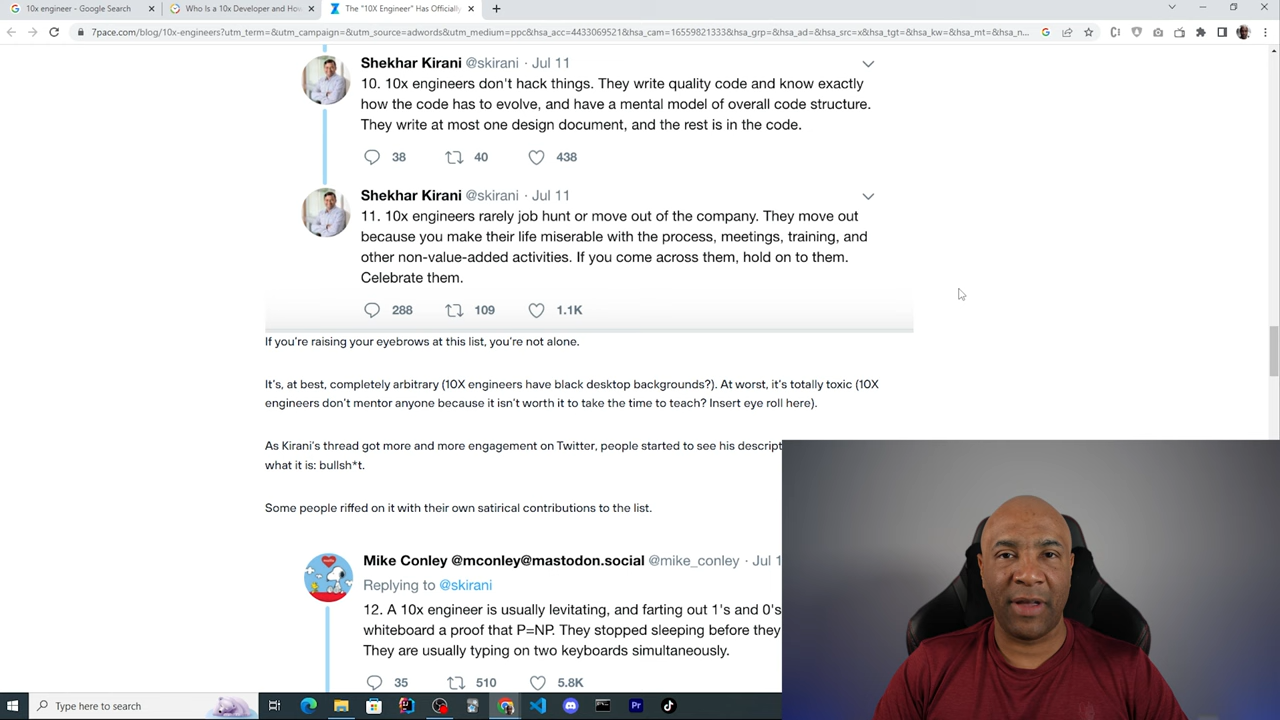 10x engineer - Google Search
Who Is a 10x Developer and How
The "10X Engineer" Has Officially
7pace.com/blog/10x-engineers?utm_term=&utm_campaign=&utm_source=adwords&utm_medium=ppc&hsa_acc=4433069521&hsa_cam=16559821333&hsa_grp=&hsa_ad=&hsa_src=x&hsa_tgt=&hsa_kw=&hsa_mt=&hsa_n...
Shekhar Kirani @skirani · Jul 11
10. 10x engineers don't hack things. They write quality code and know exactly
how the code has to evolve, and have a mental model of overall code structure.
They write at most one design document, and the rest is in the code.
38 40 438
Shekhar Kirani @skirani · Jul 11
11. 10x engineers rarely job hunt or move out of the company. They move out
because you make their life miserable with the process, meetings, training, and
other non-value-added activities. If you come across them, hold on to them.
Celebrate them.
288 109 1.1K
If you're raising your eyebrows at this list, you're not alone.
It's, at best, completely arbitrary (10X engineers have black desktop backgrounds?). At worst, it's totally toxic (10X
engineers don't mentor anyone because it isn't worth it to take the time to teach? Insert eye roll here).
As Kirani's thread got more and more engagement on Twitter, people started to see his descript
what it is: bullsh*t.
Some people riffed on it with their own satirical contributions to the list.
Mike Conley @mconley@mastodon.social @mike_conley · Jul 1
Replying to @skirani
12. A 10x engineer is usually levitating, and farting out 1's and 0's
whiteboard a proof that P=NP. They stopped sleeping before they
They are usually typing on two keyboards simultaneously.
35 510 5.8K
Type here to search